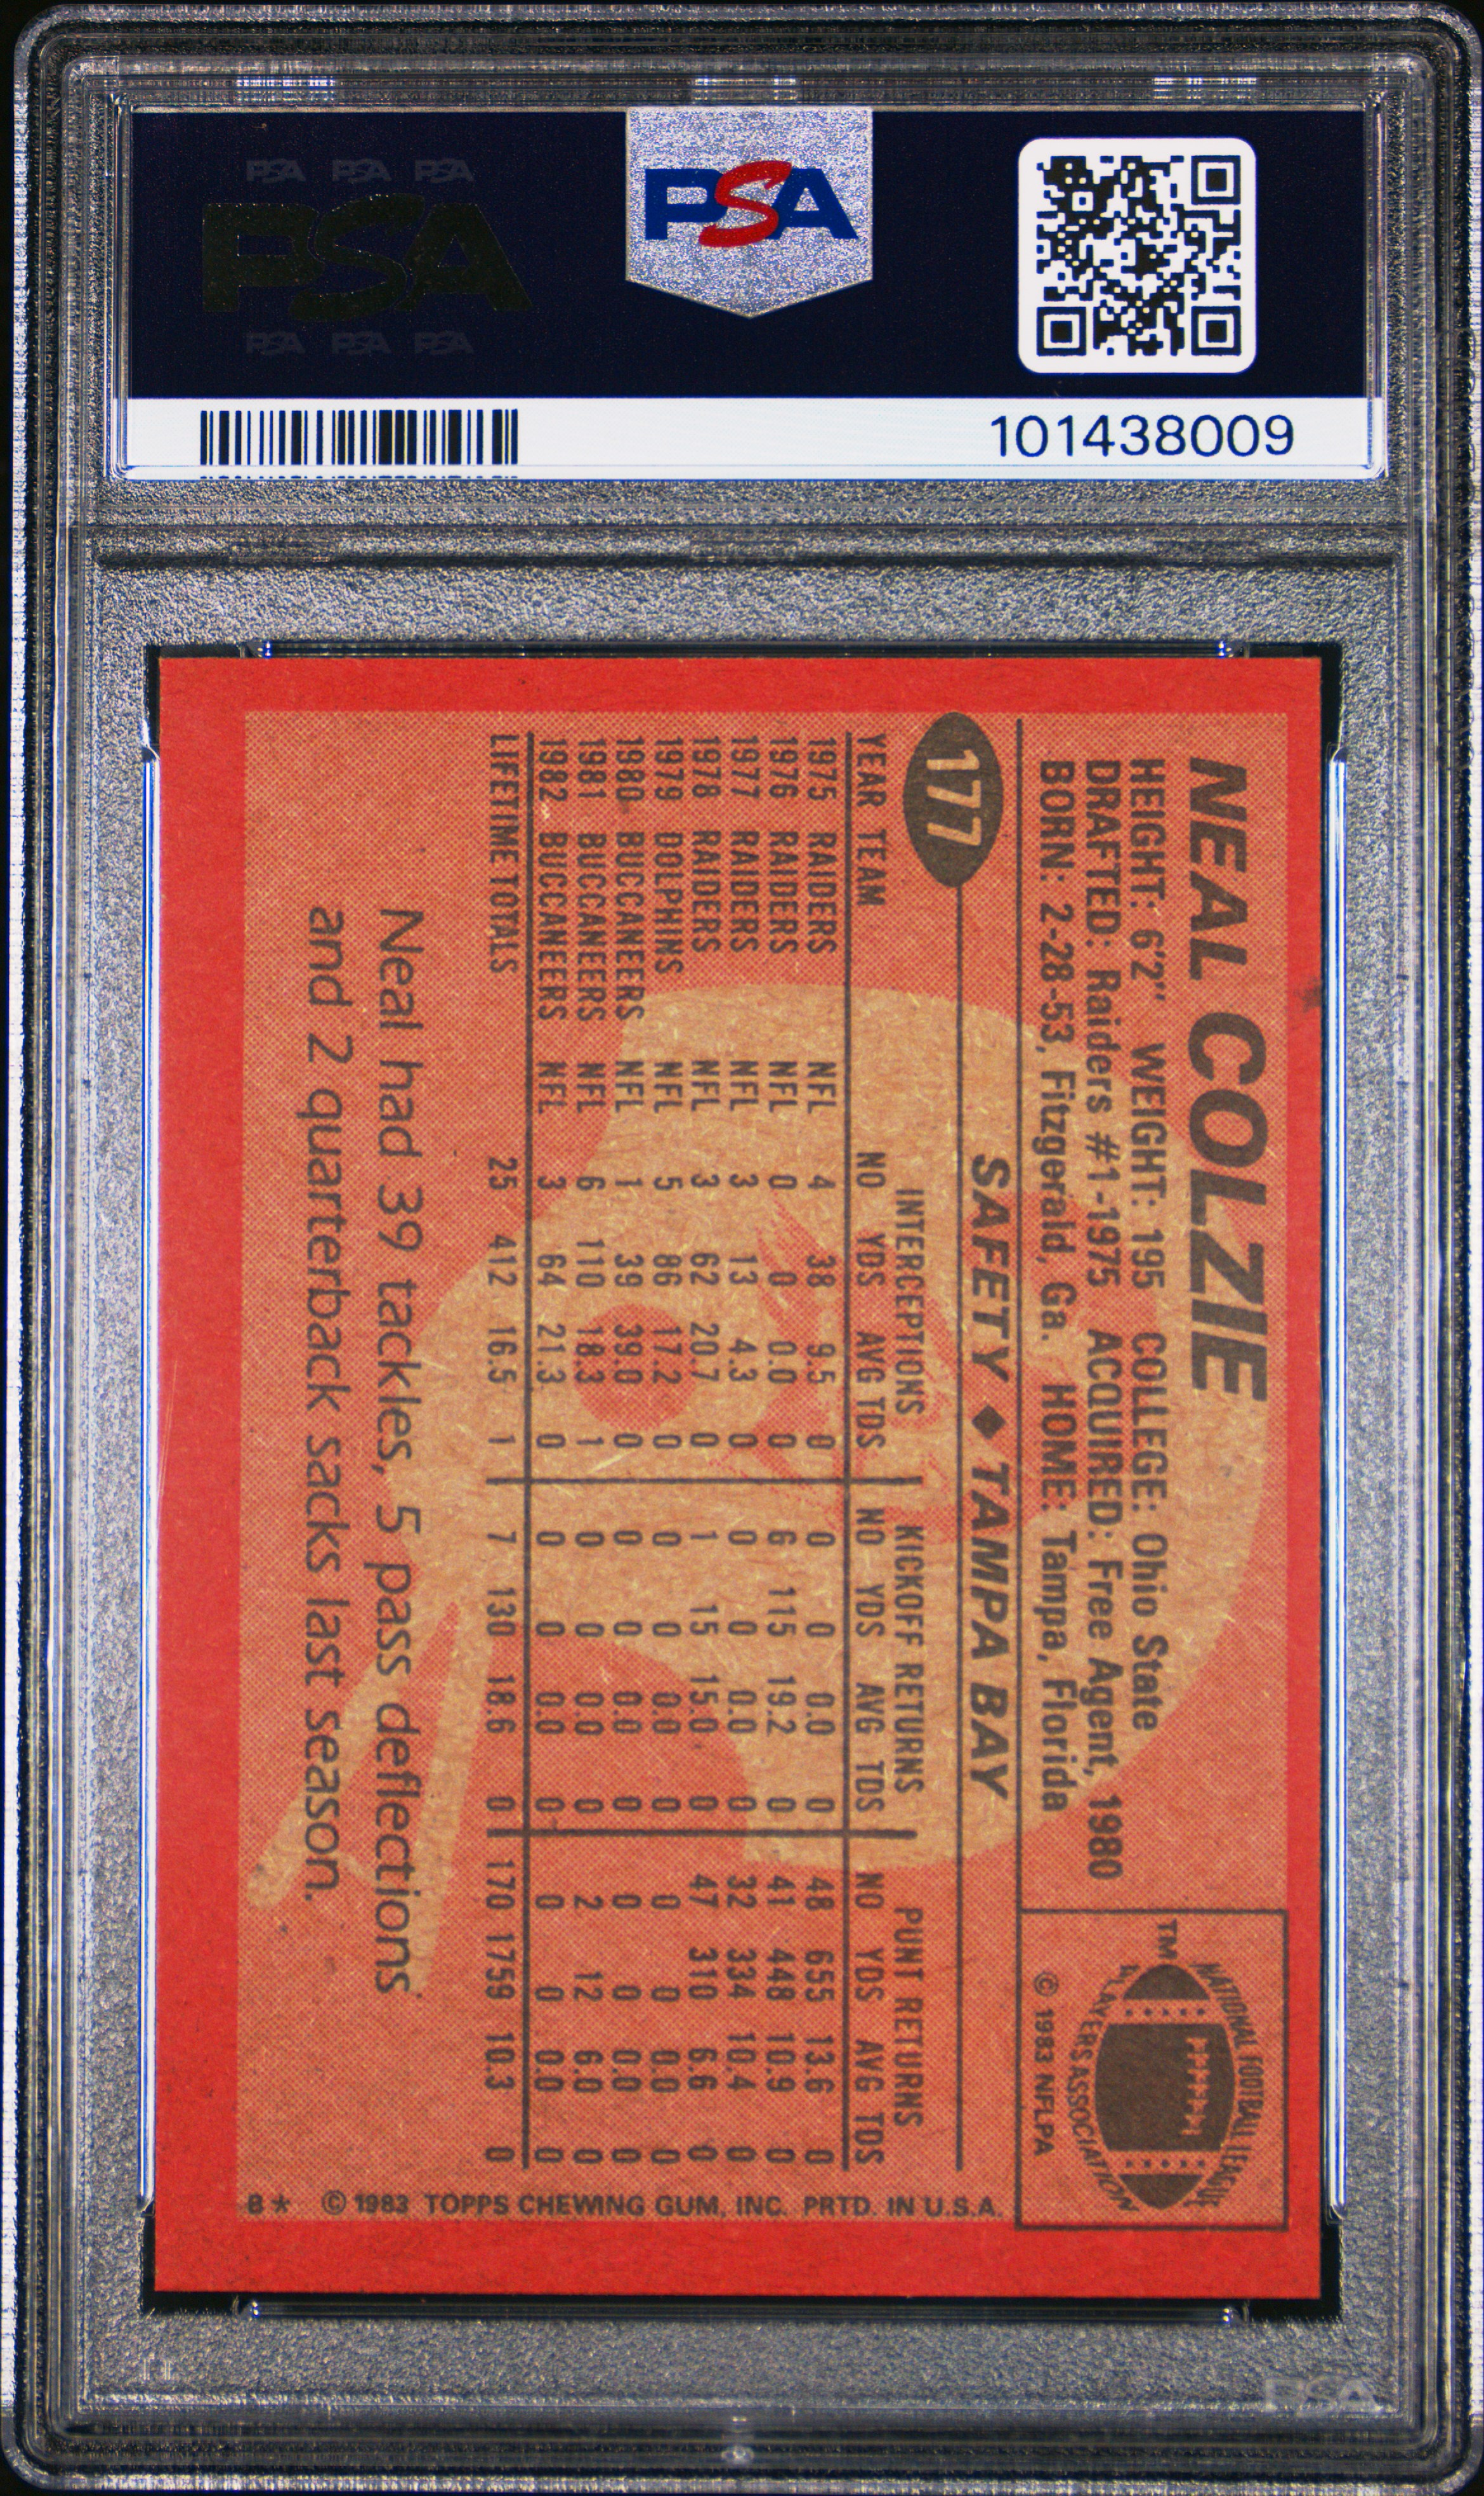 PSA PSA PSA
PSA
PSA PSA PSA
PSA
101438009
NEAL COLZIE
HEIGHT: 6'2" WEIGHT: 195 COLLEGE: Ohio State
DRAFTED: Raiders #1-1975 ACQUIRED: Free Agent, 1980
BORN: 2-28-53, Fitzgerald, Ga. HOME: Tampa, Florida
NATIONAL FOOTBALL LEAGUE
PLAYERS ASSOCIATION
TM
© 1983 NFLPA
177
SAFETY ◆ TAMPA BAY
INTERCEPTIONS KICKOFF RETURNS PUNT RETURNS
YEAR TEAM NO YDS AVG TDS NO YDS AVG TDS NO YDS AVG TDS
1975 RAIDERS NFL 4 38 9.5 0 0 0 0.0 0 48 655 13.6 0
1976 RAIDERS NFL 0 0 0.0 0 6 115 19.2 0 41 448 10.9 0
1977 RAIDERS NFL 3 13 4.3 0 0 0 0.0 0 32 334 10.4 0
1978 RAIDERS NFL 3 62 20.7 0 1 15 15.0 0 47 310 6.6 0
1979 DOLPHINS NFL 5 86 17.2 0 0 0 0.0 0 0 0 0.0 0
1980 BUCCANEERS NFL 1 39 39.0 0 0 0 0.0 0 0 0 0.0 0
1981 BUCCANEERS NFL 6 110 18.3 1 0 0 0.0 0 2 12 6.0 0
1982 BUCCANEERS NFL 3 64 21.3 0 0 0 0.0 0 0 0 0.0 0
LIFETIME TOTALS 25 412 16.5 1 7 130 18.6 0 170 1759 10.3 0
Neal had 39 tackles, 5 pass deflections
and 2 quarterback sacks last season.
B* © 1983 TOPPS CHEWING GUM, INC. PRTD. IN U.S.A.
PSA